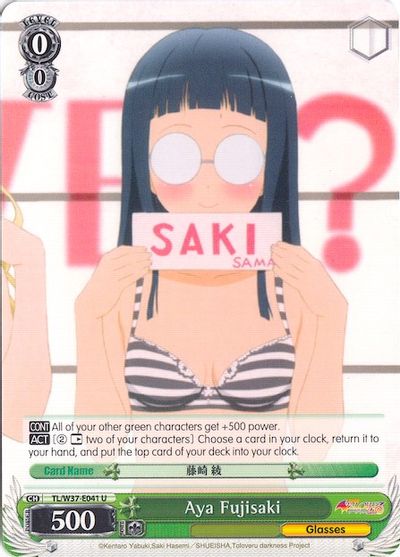 LEVEL
0
0
COST
VE ?
SAKI
SAMA
CONT All of your other green characters get +500 power.
ACT [② two of your characters] Choose a card in your clock, return it to your hand, and put the top card of your deck into your clock.
Card Name 藤崎 綾
CH TL/W37-E041 U
500
Aya Fujisaki
Glasses
©Kentaro Yabuki,Saki Hasemi／SHUEISHA,Toloveru darkness Project